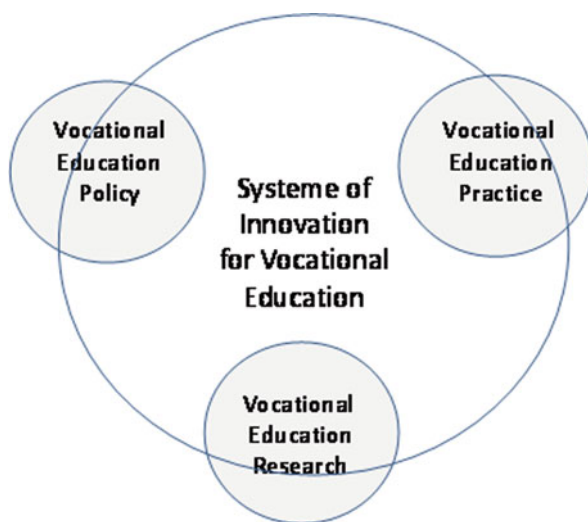 Vocational
Education
Policy
Vocational
Education
Practice
Systeme of
Innovation
for Vocational
Education
Vocational
Education
Research